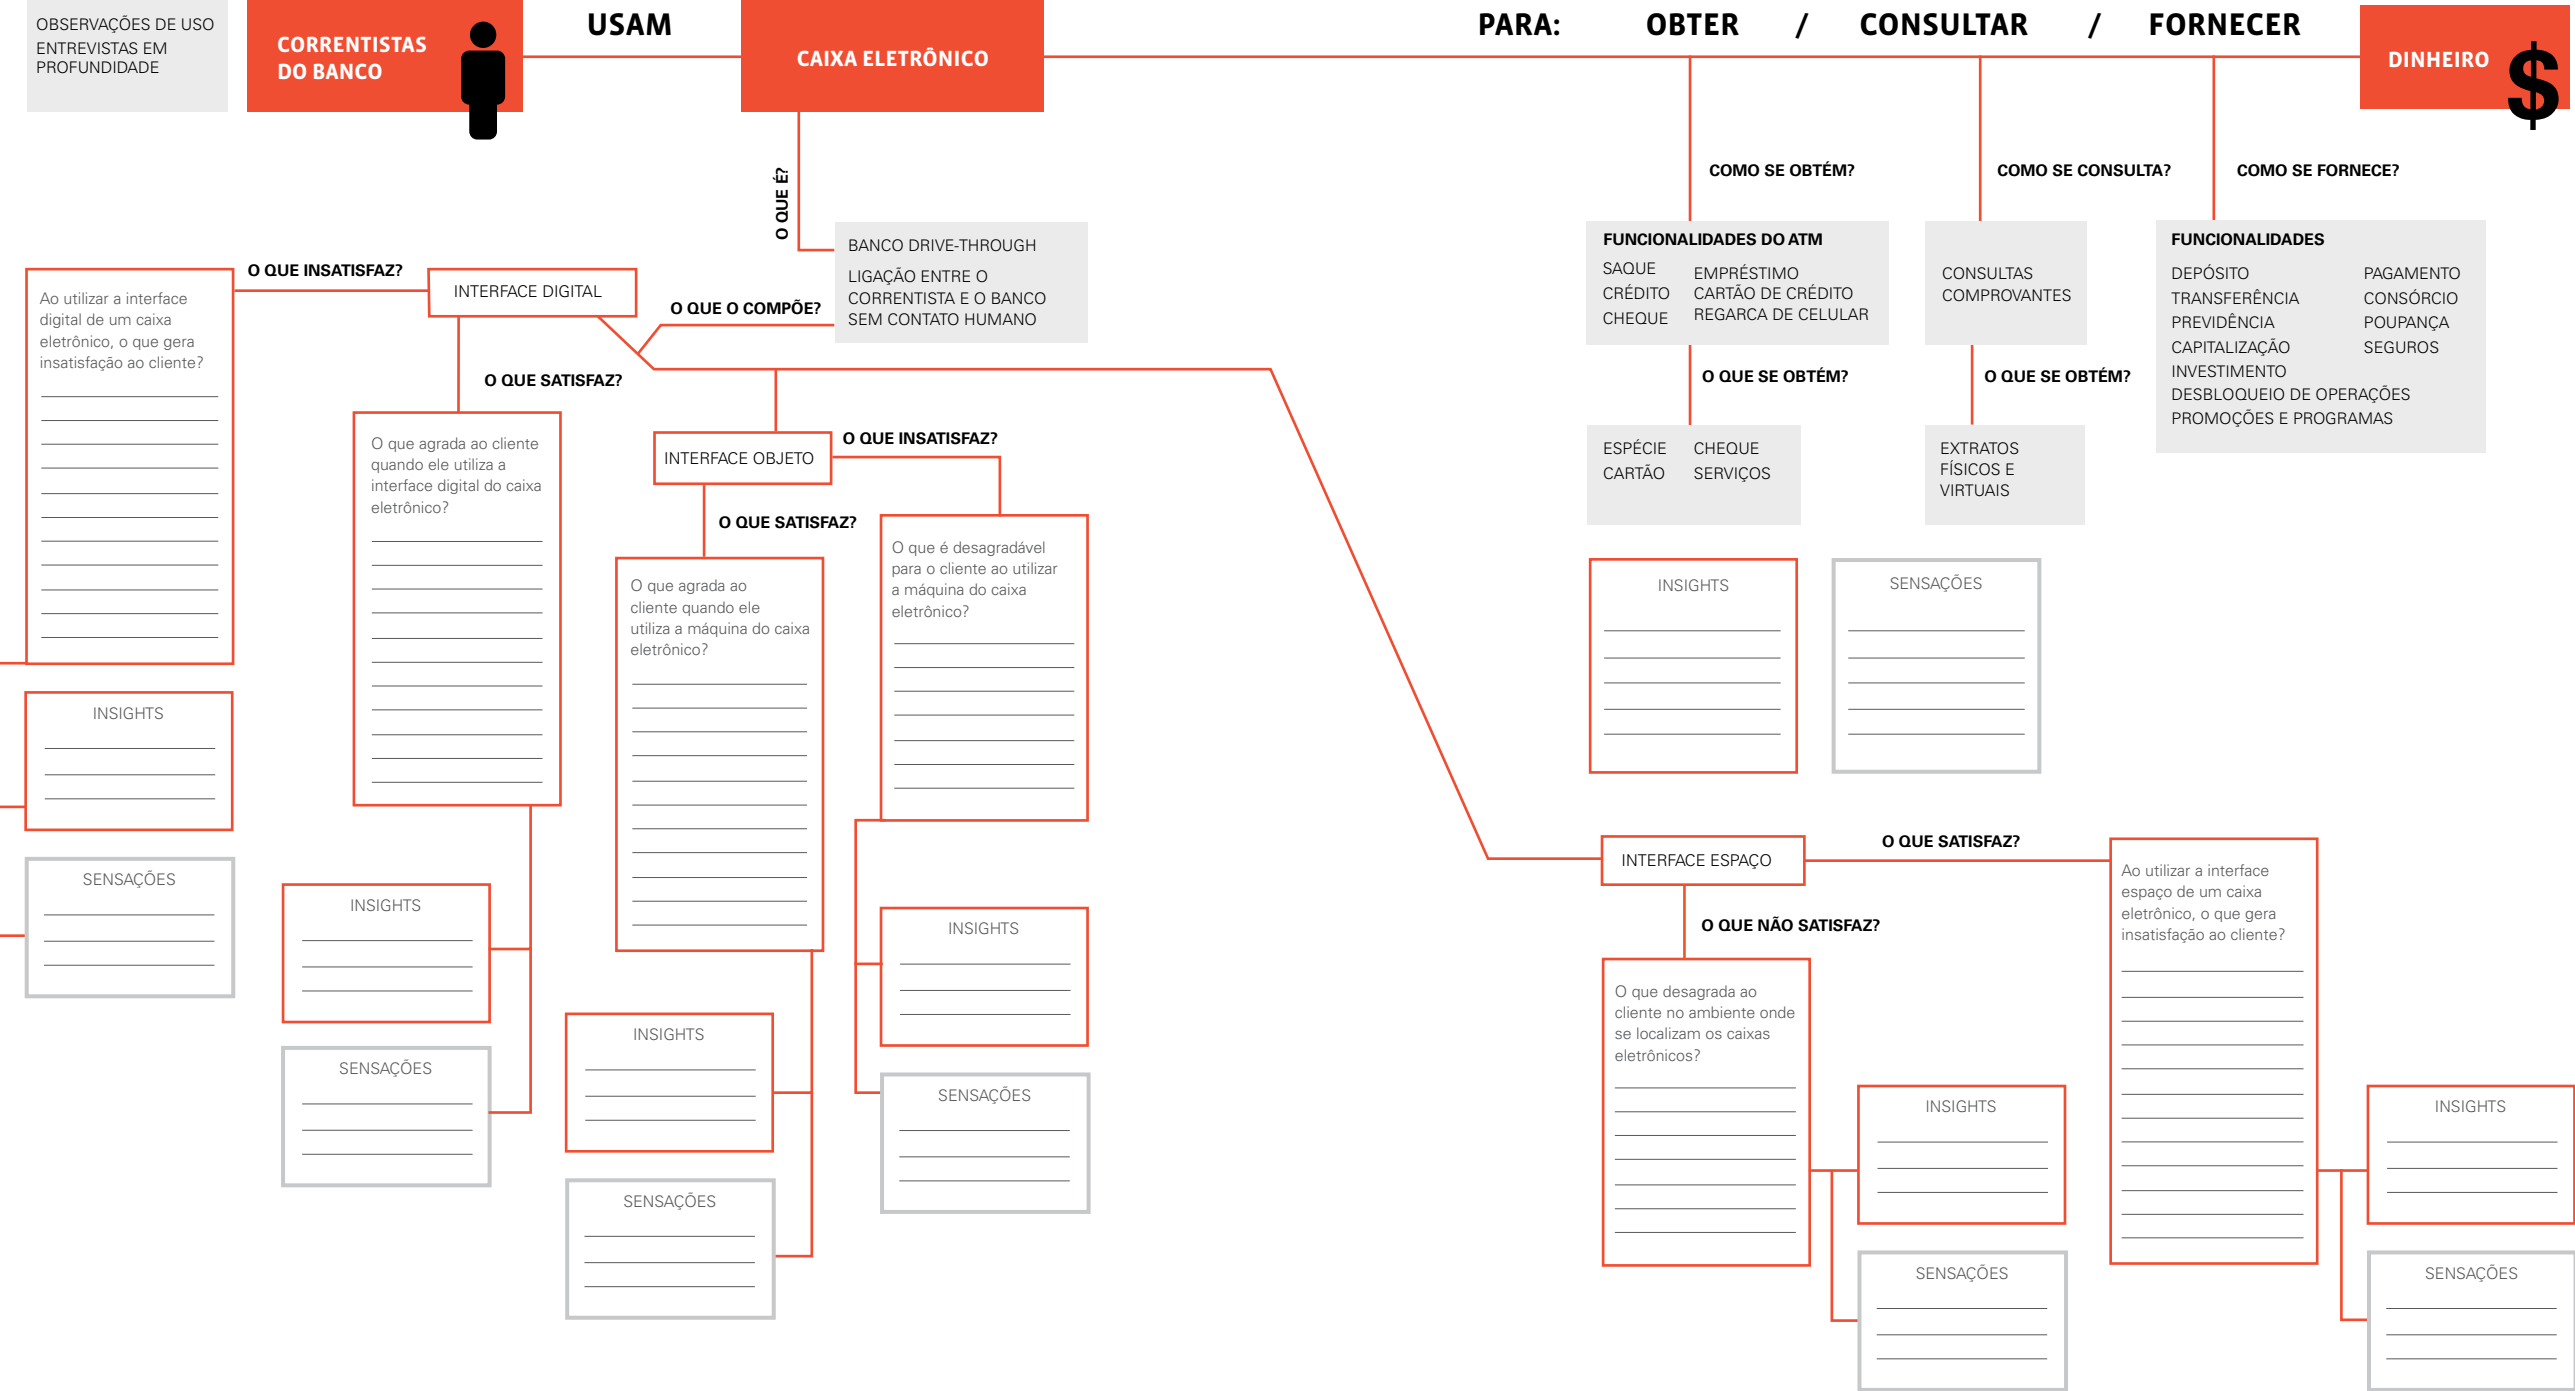 OBSERVAÇÕES DE USO
ENTREVISTAS EM
PROFUNDIDADE
CORRENTISTAS
DO BANCO
USAM
CAIXA ELETRÔNICO
PARA: OBTER / CONSULTAR / FORNECER
DINHEIRO
$
O QUE É?
BANCO DRIVE-THROUGH
LIGAÇÃO ENTRE O
CORRENTISTA E O BANCO
SEM CONTATO HUMANO
O QUE O COMPÕE?
INTERFACE DIGITAL
O QUE INSATISFAZ?
Ao utilizar a interface
digital de um caixa
eletrônico, o que gera
insatisfação ao cliente?
INSIGHTS
SENSAÇÕES
O QUE SATISFAZ?
O que agrada ao cliente
quando ele utiliza a
interface digital do caixa
eletrônico?
INSIGHTS
SENSAÇÕES
INTERFACE OBJETO
O QUE SATISFAZ?
O que agrada ao
cliente quando ele
utiliza a máquina do caixa
eletrônico?
INSIGHTS
SENSAÇÕES
O QUE INSATISFAZ?
O que é desagradável
para o cliente ao utilizar
a máquina do caixa
eletrônico?
INSIGHTS
SENSAÇÕES
COMO SE OBTÉM?
FUNCIONALIDADES DO ATM
SAQUE
CRÉDITO
CHEQUE
EMPRÉSTIMO
CARTÃO DE CRÉDITO
REGARCA DE CELULAR
O QUE SE OBTÉM?
ESPÉCIE CHEQUE
CARTÃO SERVIÇOS
COMO SE CONSULTA?
CONSULTAS
COMPROVANTES
O QUE SE OBTÉM?
EXTRATOS
FÍSICOS E
VIRTUAIS
COMO SE FORNECE?
FUNCIONALIDADES
DEPÓSITO PAGAMENTO
TRANSFERÊNCIA CONSÓRCIO
PREVIDÊNCIA POUPANÇA
CAPITALIZAÇÃO SEGUROS
INVESTIMENTO
DESBLOQUEIO DE OPERAÇÕES
PROMOÇÕES E PROGRAMAS
INSIGHTS
SENSAÇÕES
INTERFACE ESPAÇO
O QUE NÃO SATISFAZ?
O que desagrada ao
cliente no ambiente onde
se localizam os caixas
eletrônicos?
INSIGHTS
SENSAÇÕES
O QUE SATISFAZ?
Ao utilizar a interface
espaço de um caixa
eletrônico, o que gera
insatisfação ao cliente?
INSIGHTS
SENSAÇÕES